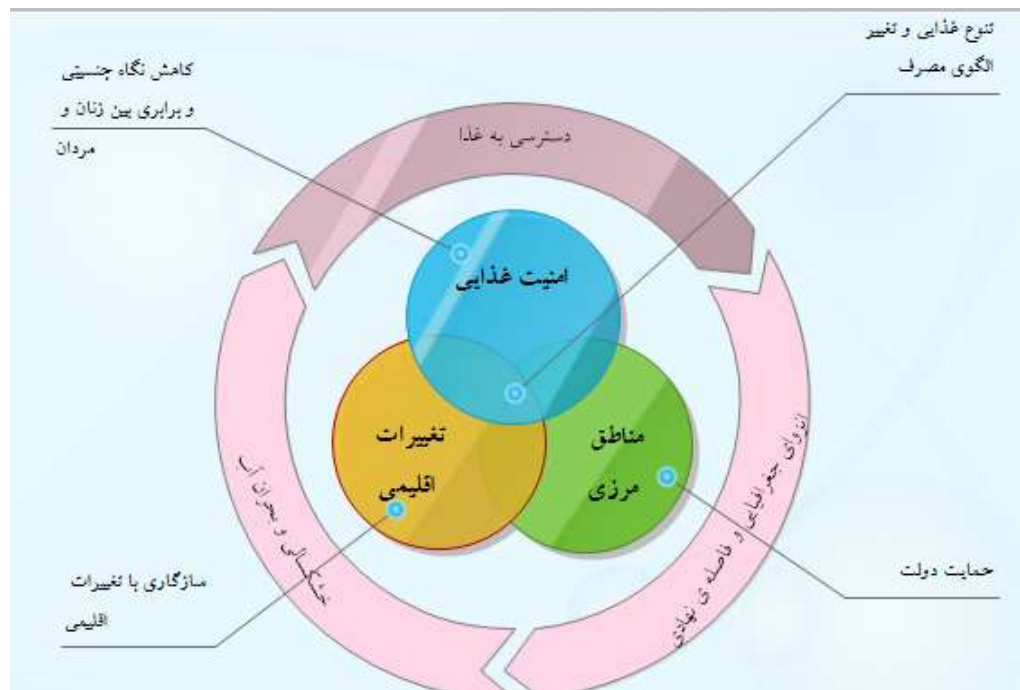 تنوع غذایی و تغییر
الگوی مصرف
کاهش نگاه جنسیتی
و برابری بین زنان و
مردان
دسترسی به غذا
امنیت غذایی
تغییرات
اقلیمی
مناطق
مرزی
انزوای جغرافیایی و فاصله ی نهادی
خشکسالی و بحران آب
حمایت دولت
سازگاری با تغییرات
اقلیمی